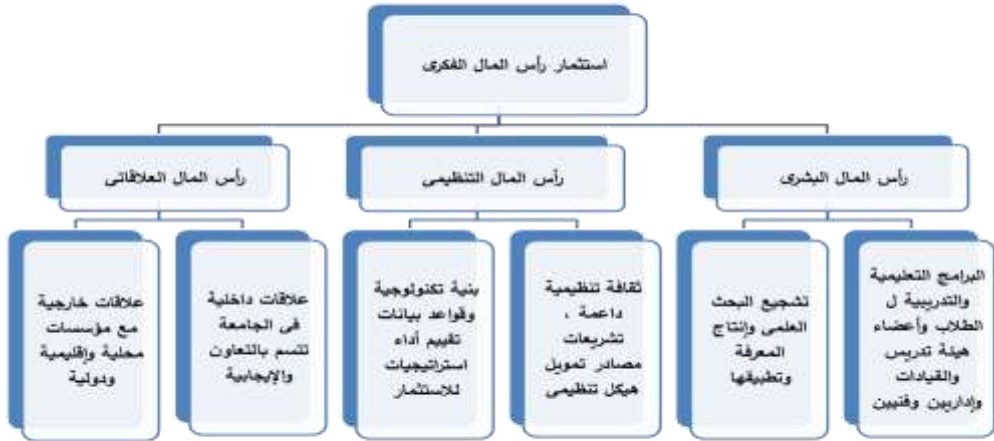 استثمار رأس المال الفكرى
رأس المال البشرى
رأس المال التنظيمى
رأس المال العلاقاتى
البرامج التعليمية
والتدريبية ل
الطلاب وأعضاء
هيئة تدريس
والقيادات
وإداريين وفنيين
تشجيع البحث
العلمى وإنتاج
المعرفة
وتطبيقها
ثقافة تنظيمية
داعمة ،
تشريعات
مصادر تمويل
هيكل تنظيمى
بنية تكنولوجية
وقواعد بيانات
تقييم أداء
استراتيجيات
للاستثمار
علاقات داخلية
فى الجامعة
تتسم بالتعاون
والإيجابية
علاقات خارجية
مع مؤسسات
محلية وإقليمية
ودولية